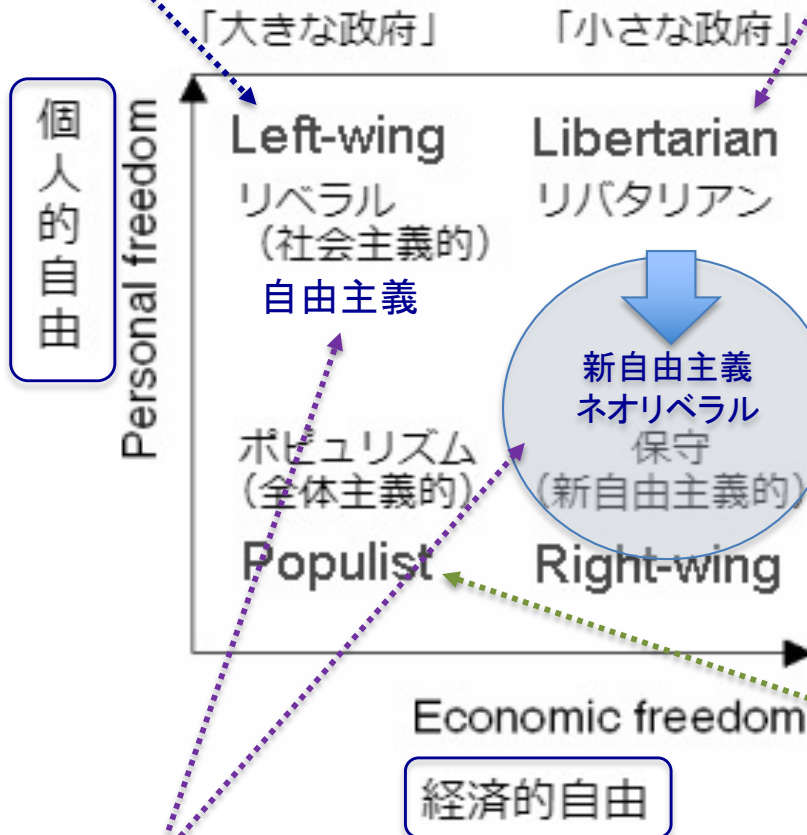 「大きな政府」
「小さな政府」
個人的自由
Personal freedom
Left-wing
リベラル
（社会主義的）
自由主義
Libertarian
リバタリアン
新自由主義
ネオリベラル
ポピュリズム
（全体主義的）
Populist
保守
（新自由主義的）
Right-wing
Economic freedom
経済的自由